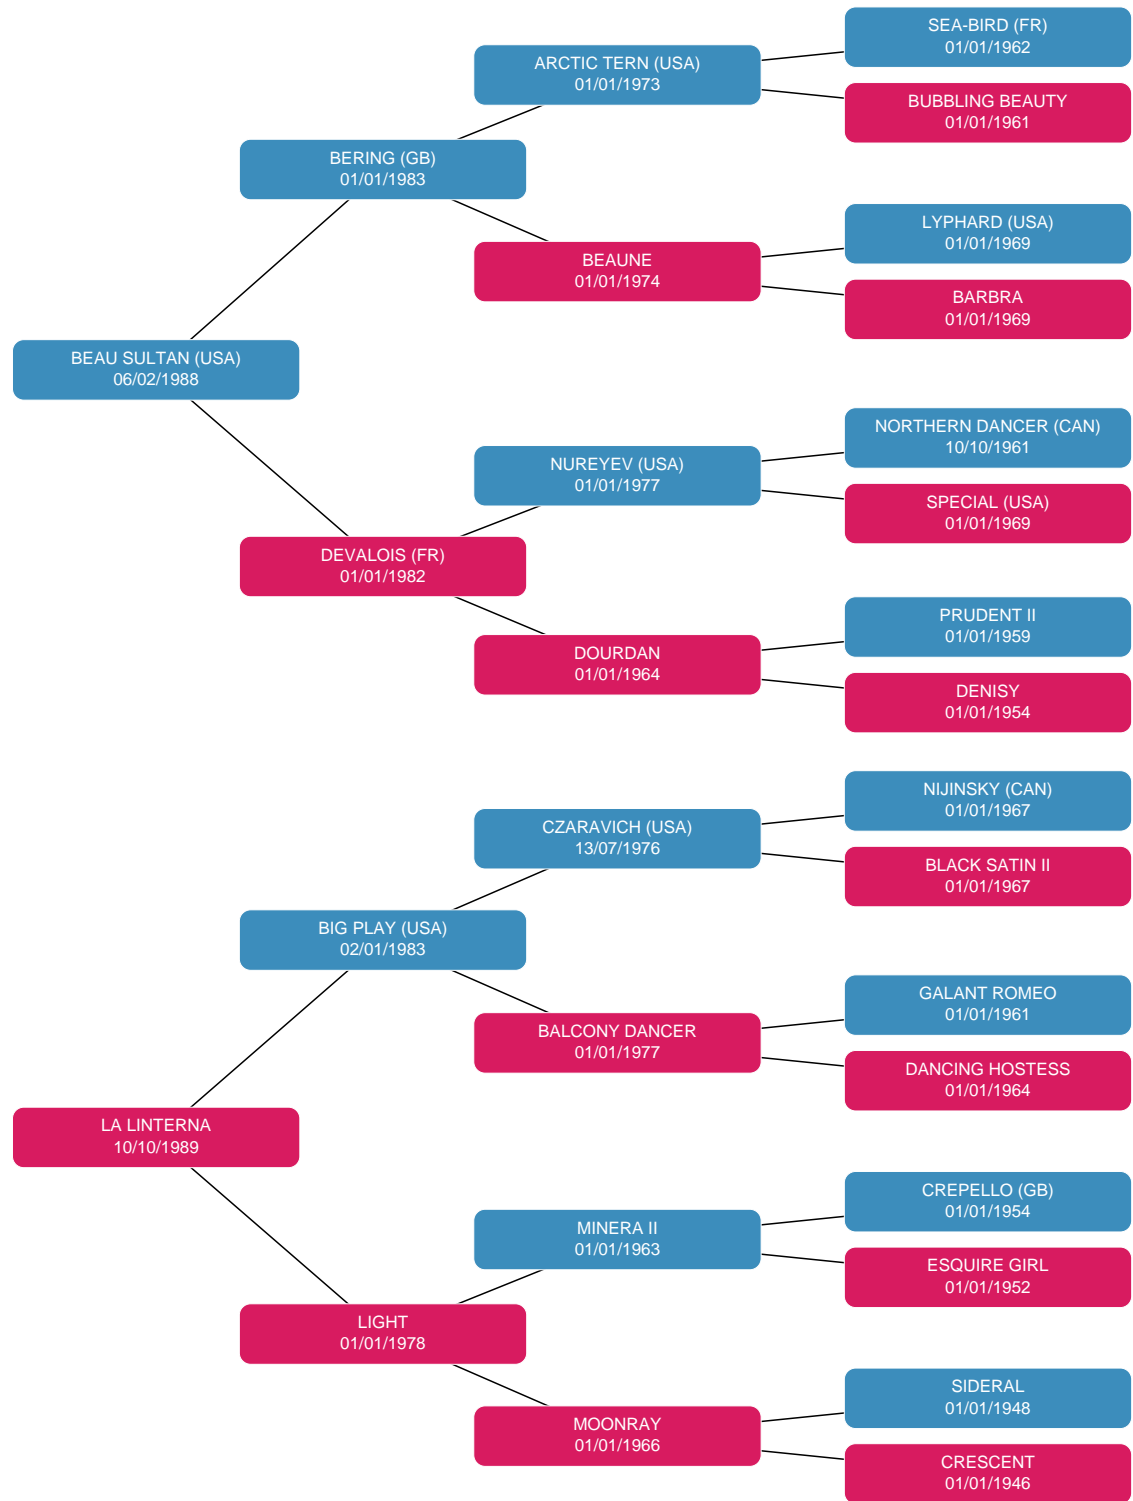 SEA-BIRD (FR)
01/01/1962
ARCTIC TERN (USA)
01/01/1973
BUBBLING BEAUTY
01/01/1961
BERING (GB)
01/01/1983
LYPHARD (USA)
01/01/1969
BEAUNE
01/01/1974
BARBRA
01/01/1969
BEAU SULTAN (USA)
06/02/1988
NORTHERN DANCER (CAN)
10/10/1961
NUREYEV (USA)
01/01/1977
SPECIAL (USA)
01/01/1969
DEVALOIS (FR)
01/01/1982
PRUDENT II
01/01/1959
DOURDAN
01/01/1964
DENISY
01/01/1954
NIJINSKY (CAN)
01/01/1967
CZARAVICH (USA)
13/07/1976
BLACK SATIN II
01/01/1967
BIG PLAY (USA)
02/01/1983
GALANT ROMEO
01/01/1961
BALCONY DANCER
01/01/1977
DANCING HOSTESS
01/01/1964
LA LINTERNA
10/10/1989
CREPELLO (GB)
01/01/1954
MINERA II
01/01/1963
ESQUIRE GIRL
01/01/1952
LIGHT
01/01/1978
SIDERAL
01/01/1948
MOONRAY
01/01/1966
CRESCENT
01/01/1946